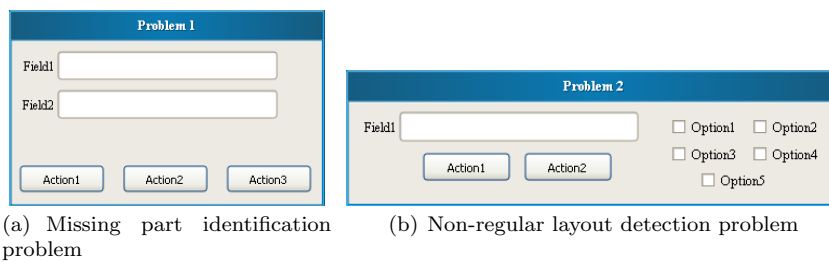 Problem 1
Field1
Field2
Action1 Action2 Action3
(a) Missing part identification
problem
Problem 2
Field1
Action1 Action2
Option1 Option2
Option3 Option4
Option5
(b) Non-regular layout detection problem